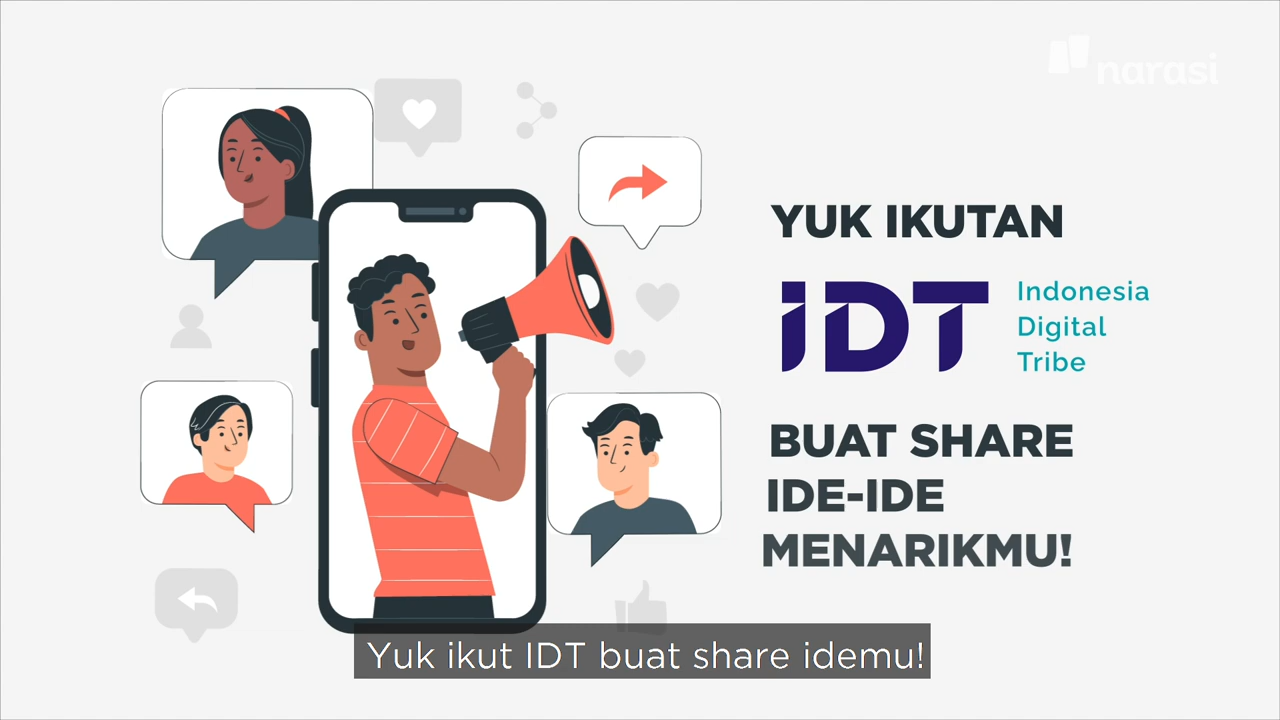 narasi
YUK IKUTAN
IDT
Indonesia
Digital
Tribe
BUAT SHARE
IDE-IDE
MENARIKMU!
Yuk ikut IDT buat share idemu!